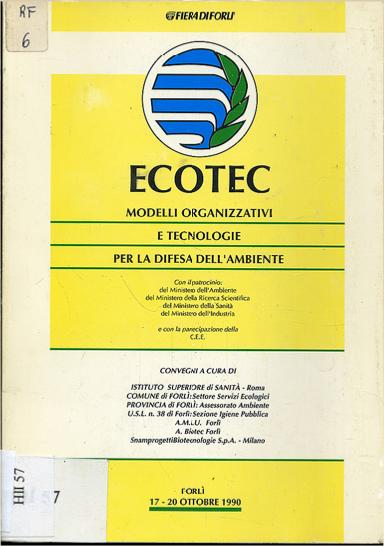 RF
6
FIERA DI FORLI'
ECOTEC
MODELLI ORGANIZZATIVI
E TECNOLOGIE
PER LA DIFESA DELL'AMBIENTE
Con il patrocinio:
del Ministero dell'Ambiente
del Ministero della Ricerca Scientifica
del Ministero della Sanità
del Ministero dell'Industria
e con la parecipazione della
C.E.E.
CONVEGNI A CURA DI
ISTITUTO SUPERIORE di SANITÀ - Roma
COMUNE di FORLÌ:Settore Servizi Ecologici
PROVINCIA di FORLÌ: Assessorato Ambiente
U.S.L. n. 38 di Forlì:Sezione Igiene Pubblica
A.M.I.U. Forlì
A. Biotec Forlì
SnamprogettiBiotecnologie S.p.A. - Milano
HII 57
57
FORLÌ
17 - 20 OTTOBRE 1990